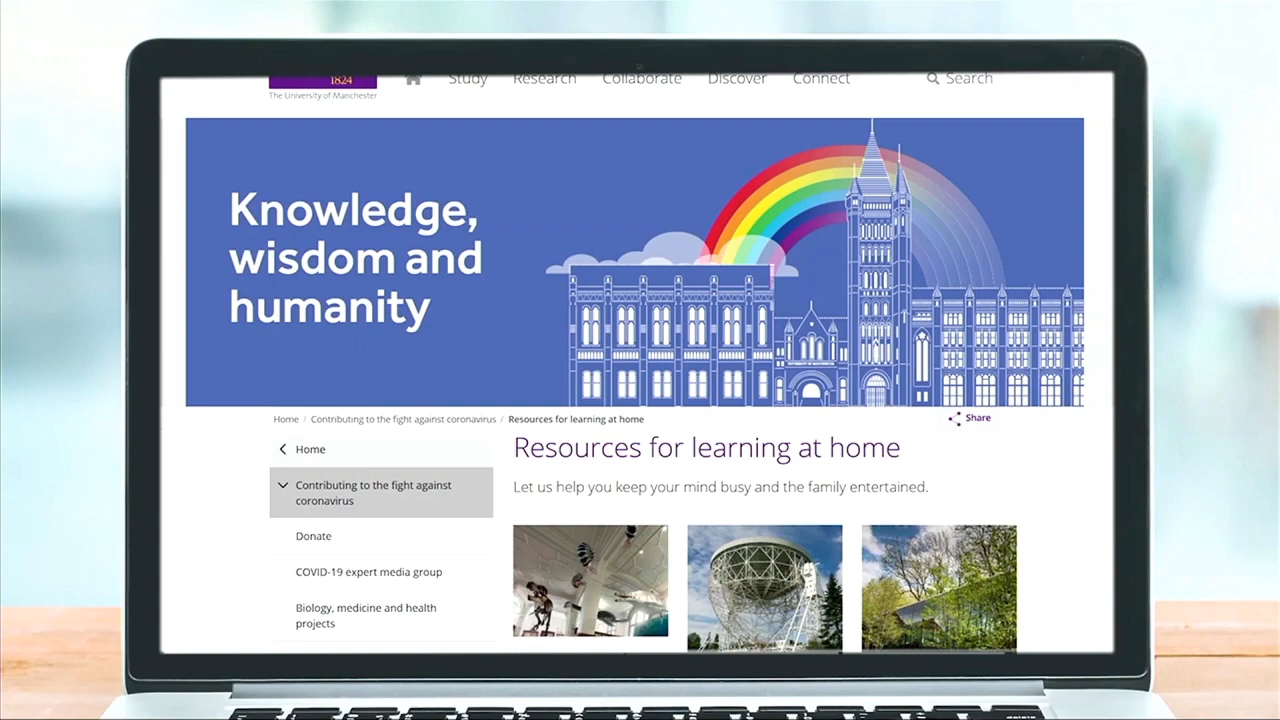 1824
The University of Manchester
Study Research Collaborate Discover Connect Search
Knowledge,
wisdom and
humanity
Home / Contributing to the fight against coronavirus / Resources for learning at home
Share
Home
Contributing to the fight against
coronavirus
Donate
COVID-19 expert media group
Biology, medicine and health
projects
Resources for learning at home
Let us help you keep your mind busy and the family entertained.